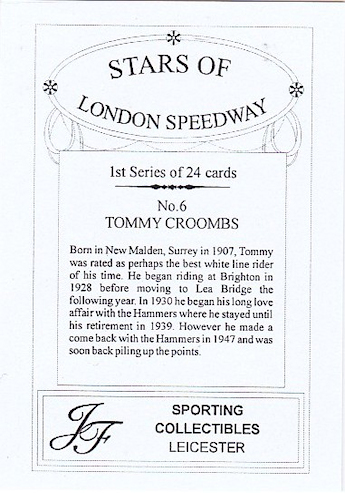 STARS OF
LONDON SPEEDWAY
1st Series of 24 cards
No.6
TOMMY CROOMBS
Born in New Malden, Surrey in 1907, Tommy
was rated as perhaps the best white line rider
of his time. He began riding at Brighton in
1928 before moving to Lea Bridge the
following year. In 1930 he began his long love
affair with the Hammers where he stayed until
his retirement in 1939. However he made a
come back with the Hammers in 1947 and was
soon back piling up the points.
JF
SPORTING
COLLECTIBLES
LEICESTER